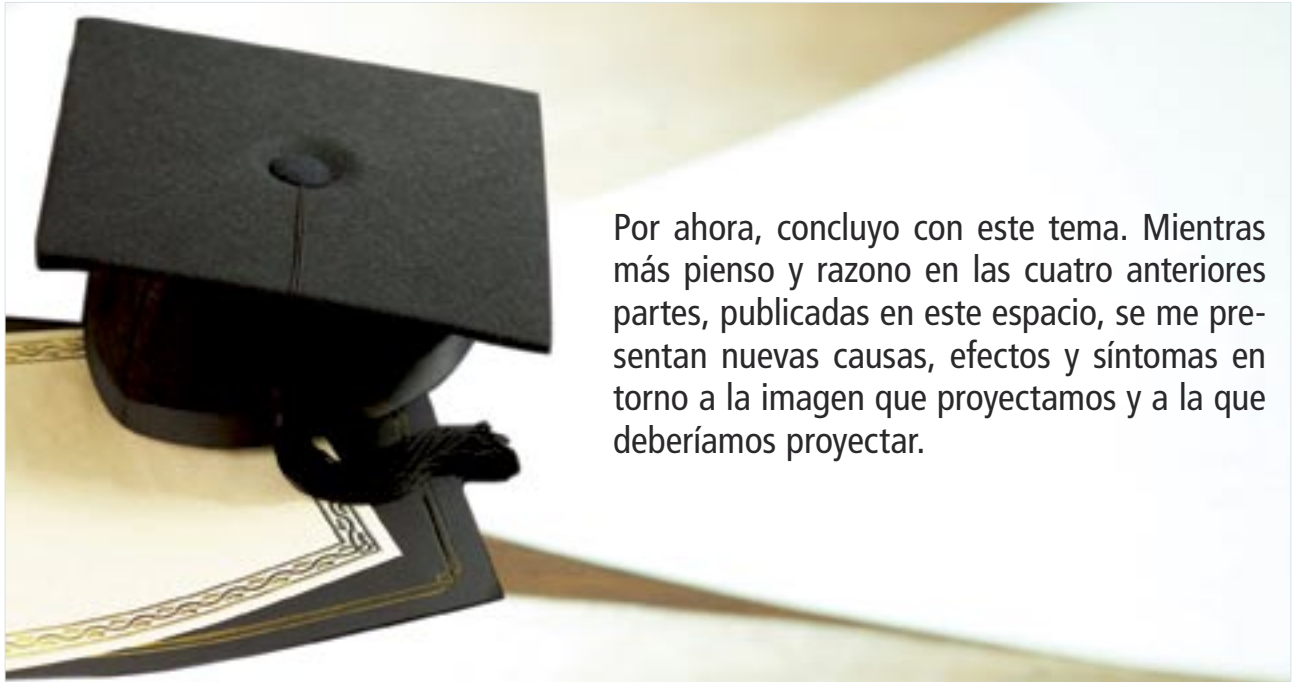 Por ahora, concluyo con este tema. Mientras
más pienso y razono en las cuatro anteriores
partes, publicadas en este espacio, se me pre-
sentan nuevas causas, efectos y síntomas en
torno a la imagen que proyectamos y a la que
deberíamos proyectar.